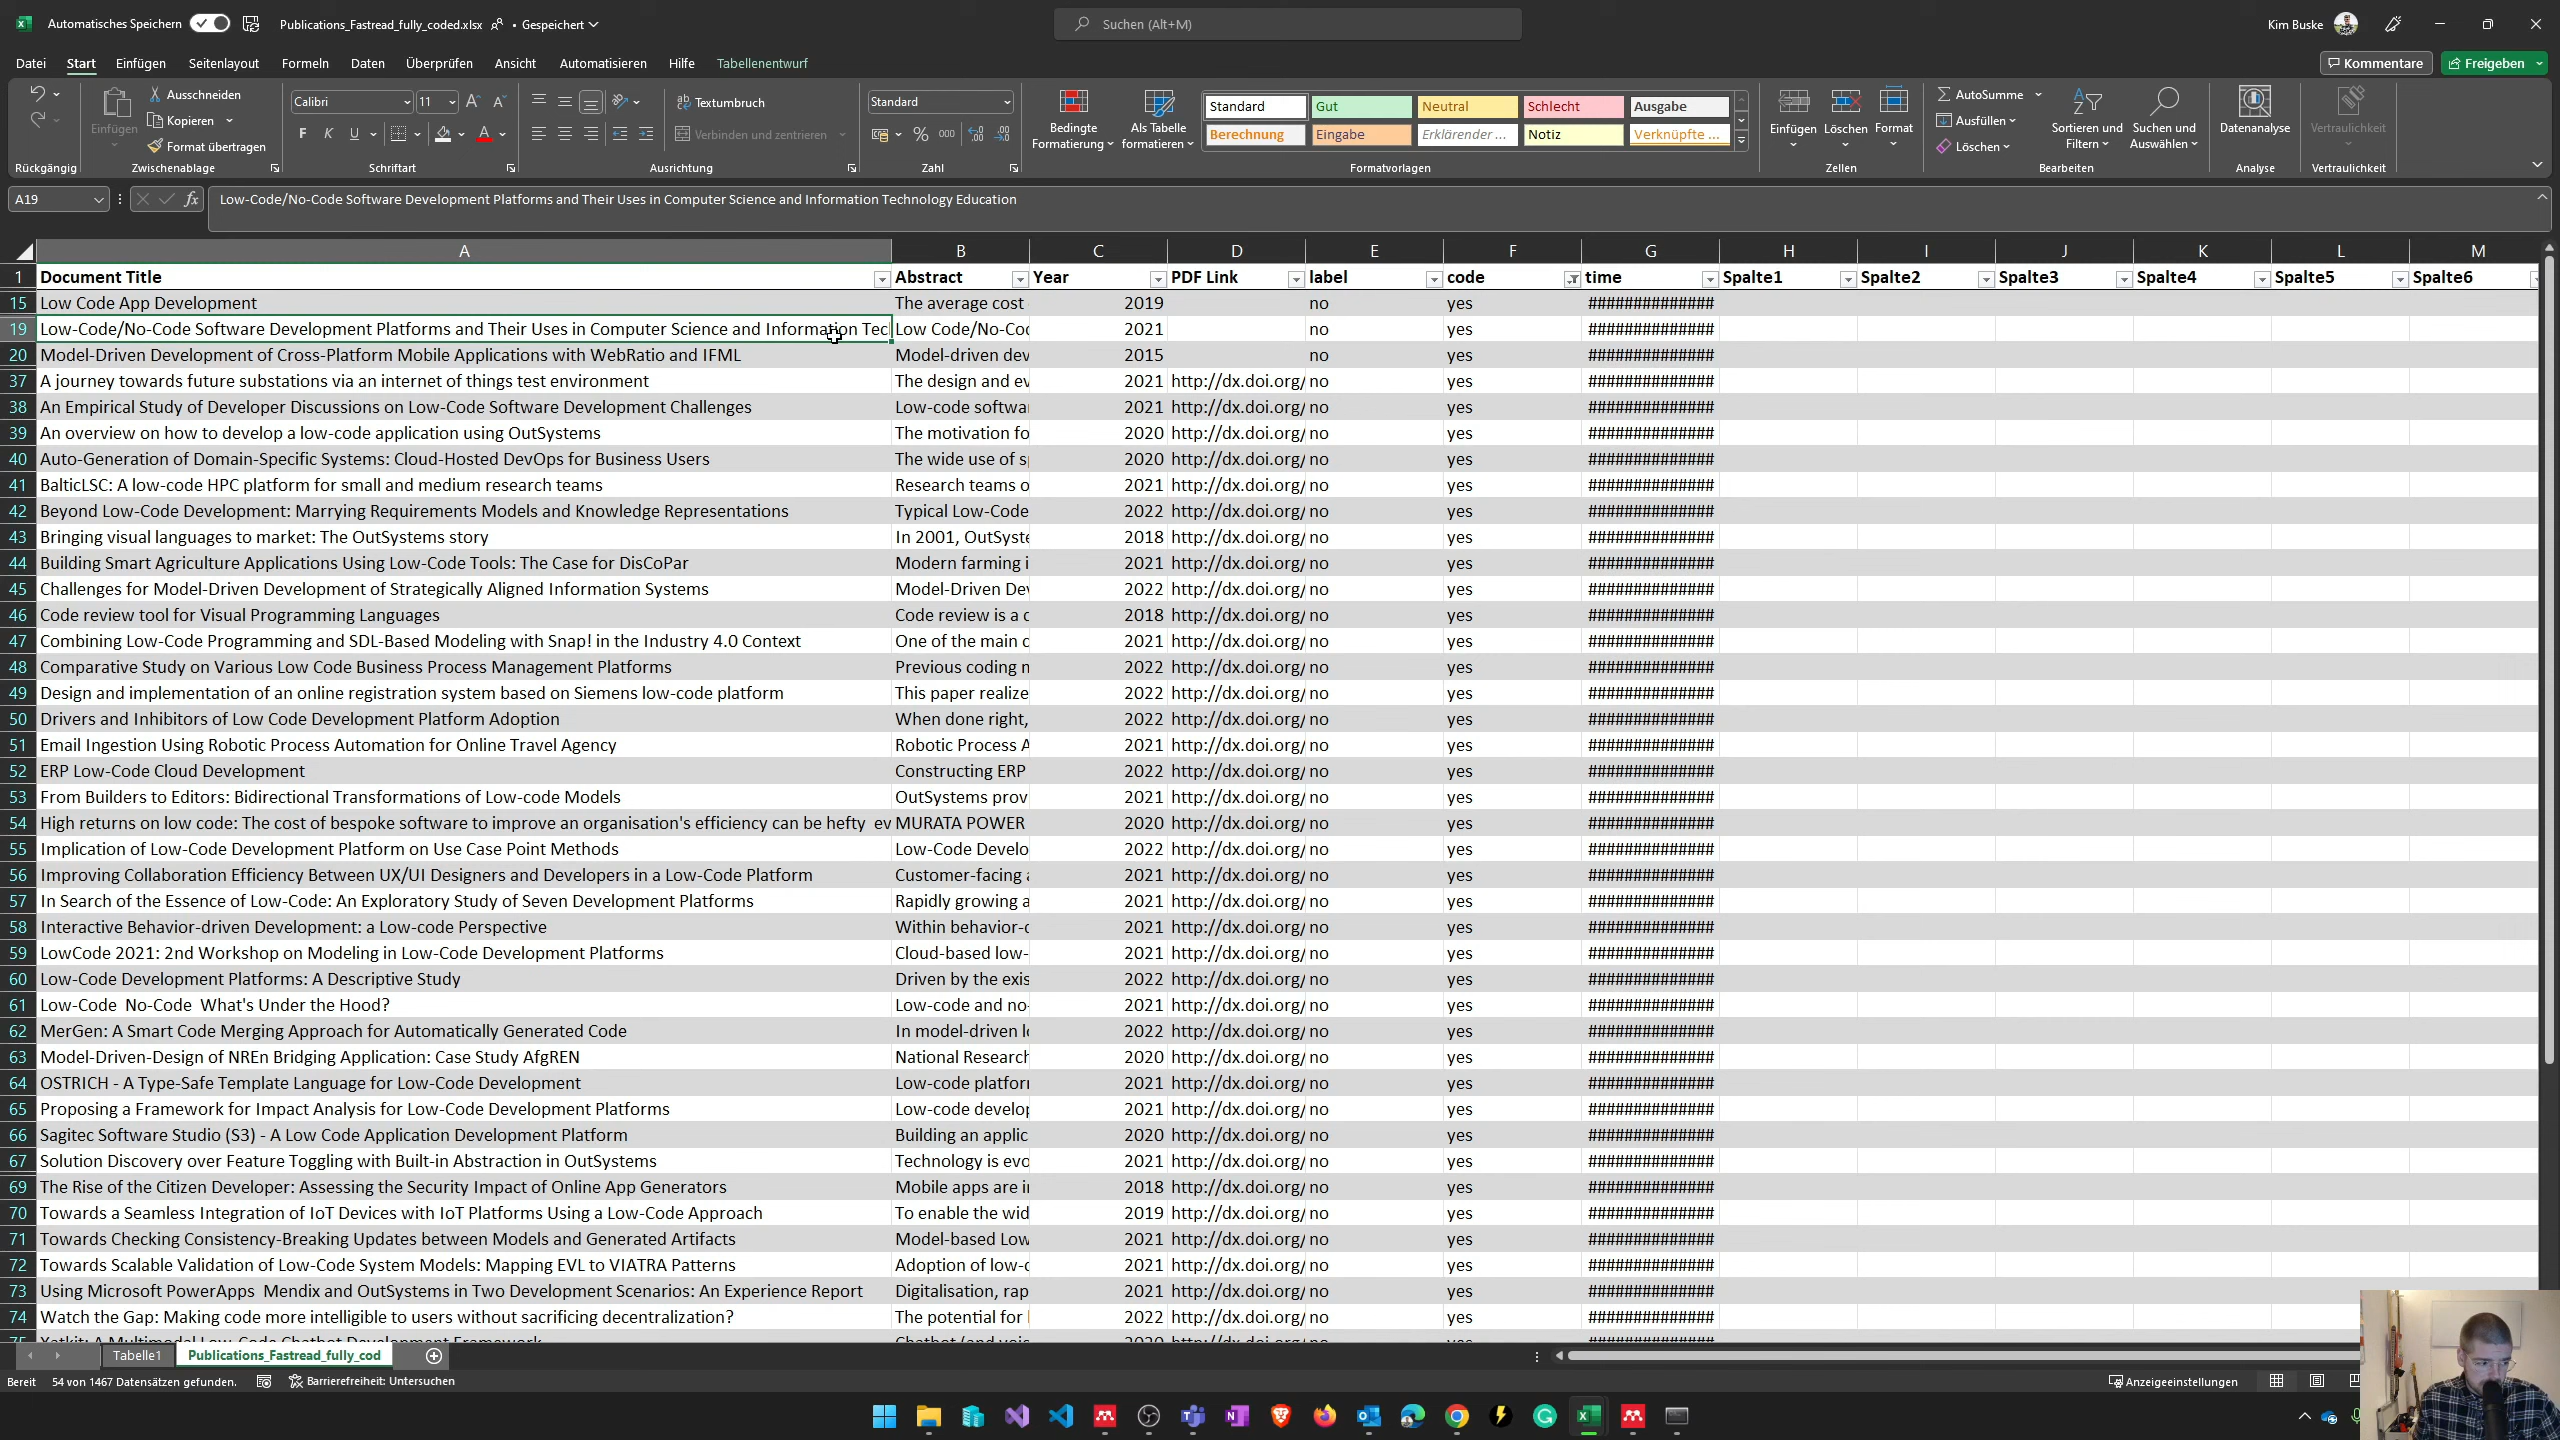 Automatisches Speichern Publications_Fastread_fully_coded.xlsx • Gespeichert Suchen (Alt+M) Kim Buske
Datei Start Einfügen Seitenlayout Formeln Daten Überprüfen Ansicht Automatisieren Hilfe Tabellenentwurf Kommentare Freigeben
Einfügen Ausschneiden Kopieren Format übertragen
Calibri 11 F K U
Textumbruch Verbinden und zentrieren
Standard % 000
Bedingte Formatierung Als Tabelle formatieren
Standard Gut Neutral Schlecht Ausgabe
Berechnung Eingabe Erklärender ... Notiz Verknüpfte ...
Einfügen Löschen Format
AutoSumme Ausfüllen Löschen
Sortieren und Filtern Suchen und Auswählen Datenanalyse Vertraulichkeit
Rückgängig Zwischenablage Schriftart Ausrichtung Zahl Formatvorlagen Zellen Bearbeiten Analyse Vertraulichkeit
A19 fx Low-Code/No-Code Software Development Platforms and Their Uses in Computer Science and Information Technology Education
A B C D E F G H I J K L M
1 Document Title Abstract Year PDF Link label code time Spalte1 Spalte2 Spalte3 Spalte4 Spalte5 Spalte6
15 Low Code App Development The average cost 2019 no yes ##############
19 Low-Code/No-Code Software Development Platforms and Their Uses in Computer Science and Information Tec Low Code/No-Coc 2021 no yes ##############
20 Model-Driven Development of Cross-Platform Mobile Applications with WebRatio and IFML Model-driven dev 2015 no yes ##############
37 A journey towards future substations via an internet of things test environment The design and ev 2021 http://dx.doi.org/ no yes ##############
38 An Empirical Study of Developer Discussions on Low-Code Software Development Challenges Low-code softwar 2021 http://dx.doi.org/ no yes ##############
39 An overview on how to develop a low-code application using OutSystems The motivation fo 2020 http://dx.doi.org/ no yes ##############
40 Auto-Generation of Domain-Specific Systems: Cloud-Hosted DevOps for Business Users The wide use of s 2020 http://dx.doi.org/ no yes ##############
41 BalticLSC: A low-code HPC platform for small and medium research teams Research teams o 2021 http://dx.doi.org/ no yes ##############
42 Beyond Low-Code Development: Marrying Requirements Models and Knowledge Representations Typical Low-Code 2022 http://dx.doi.org/ no yes ##############
43 Bringing visual languages to market: The OutSystems story In 2001, OutSyste 2018 http://dx.doi.org/ no yes ##############
44 Building Smart Agriculture Applications Using Low-Code Tools: The Case for DisCoPar Modern farming i 2021 http://dx.doi.org/ no yes ##############
45 Challenges for Model-Driven Development of Strategically Aligned Information Systems Model-Driven Dev 2022 http://dx.doi.org/ no yes ##############
46 Code review tool for Visual Programming Languages Code review is a c 2018 http://dx.doi.org/ no yes ##############
47 Combining Low-Code Programming and SDL-Based Modeling with Snap! in the Industry 4.0 Context One of the main c 2021 http://dx.doi.org/ no yes ##############
48 Comparative Study on Various Low Code Business Process Management Platforms Previous coding n 2022 http://dx.doi.org/ no yes ##############
49 Design and implementation of an online registration system based on Siemens low-code platform This paper realize 2022 http://dx.doi.org/ no yes ##############
50 Drivers and Inhibitors of Low Code Development Platform Adoption When done right, 2022 http://dx.doi.org/ no yes ##############
51 Email Ingestion Using Robotic Process Automation for Online Travel Agency Robotic Process A 2021 http://dx.doi.org/ no yes ##############
52 ERP Low-Code Cloud Development Constructing ERP 2022 http://dx.doi.org/ no yes ##############
53 From Builders to Editors: Bidirectional Transformations of Low-code Models OutSystems prov 2021 http://dx.doi.org/ no yes ##############
54 High returns on low code: The cost of bespoke software to improve an organisation's efficiency can be hefty ev MURATA POWER 2020 http://dx.doi.org/ no yes ##############
55 Implication of Low-Code Development Platform on Use Case Point Methods Low-Code Develo 2022 http://dx.doi.org/ no yes ##############
56 Improving Collaboration Efficiency Between UX/UI Designers and Developers in a Low-Code Platform Customer-facing a 2021 http://dx.doi.org/ no yes ##############
57 In Search of the Essence of Low-Code: An Exploratory Study of Seven Development Platforms Rapidly growing a 2021 http://dx.doi.org/ no yes ##############
58 Interactive Behavior-driven Development: a Low-code Perspective Within behavior-c 2021 http://dx.doi.org/ no yes ##############
59 LowCode 2021: 2nd Workshop on Modeling in Low-Code Development Platforms Cloud-based low- 2021 http://dx.doi.org/ no yes ##############
60 Low-Code Development Platforms: A Descriptive Study Driven by the exis 2022 http://dx.doi.org/ no yes ##############
61 Low-Code No-Code What's Under the Hood? Low-code and no- 2021 http://dx.doi.org/ no yes ##############
62 MerGen: A Smart Code Merging Approach for Automatically Generated Code In model-driven l 2022 http://dx.doi.org/ no yes ##############
63 Model-Driven-Design of NREn Bridging Application: Case Study AfgREN National Research 2020 http://dx.doi.org/ no yes ##############
64 OSTRICH - A Type-Safe Template Language for Low-Code Development Low-code platforr 2021 http://dx.doi.org/ no yes ##############
65 Proposing a Framework for Impact Analysis for Low-Code Development Platforms Low-code develop 2021 http://dx.doi.org/ no yes ##############
66 Sagitec Software Studio (S3) - A Low Code Application Development Platform Building an applic 2020 http://dx.doi.org/ no yes ##############
67 Solution Discovery over Feature Toggling with Built-in Abstraction in OutSystems Technology is evo 2021 http://dx.doi.org/ no yes ##############
69 The Rise of the Citizen Developer: Assessing the Security Impact of Online App Generators Mobile apps are i 2018 http://dx.doi.org/ no yes ##############
70 Towards a Seamless Integration of IoT Devices with IoT Platforms Using a Low-Code Approach To enable the wid 2019 http://dx.doi.org/ no yes ##############
71 Towards Checking Consistency-Breaking Updates between Models and Generated Artifacts Model-based Low 2021 http://dx.doi.org/ no yes ##############
72 Towards Scalable Validation of Low-Code System Models: Mapping EVL to VIATRA Patterns Adoption of low-c 2021 http://dx.doi.org/ no yes ##############
73 Using Microsoft PowerApps Mendix and OutSystems in Two Development Scenarios: An Experience Report Digitalisation, rap 2021 http://dx.doi.org/ no yes ##############
74 Watch the Gap: Making code more intelligible to users without sacrificing decentralization? The potential for 2022 http://dx.doi.org/ no yes ##############
Tabelle1 Publications_Fastread_fully_cod
Bereit 54 von 1467 Datensätzen gefunden. Barrierefreiheit: Untersuchen Anzeigeeinstellungen